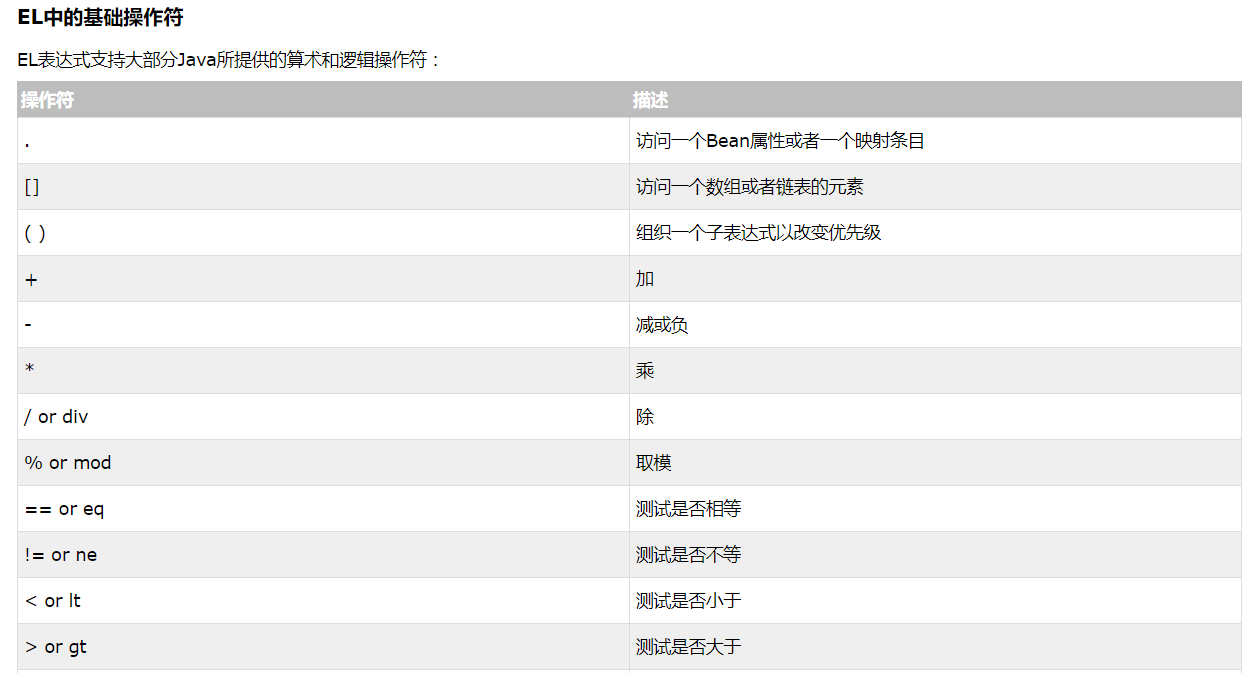 EL中的基础操作符
EL表达式支持大部分Java所提供的算术和逻辑操作符：
操作符 描述
. 访问一个Bean属性或者一个映射条目
[] 访问一个数组或者链表的元素
( ) 组织一个子表达式以改变优先级
+ 加
- 减或负
* 乘
/ or div 除
% or mod 取模
== or eq 测试是否相等
!= or ne 测试是否不等
< or lt 测试是否小于
> or gt 测试是否大于